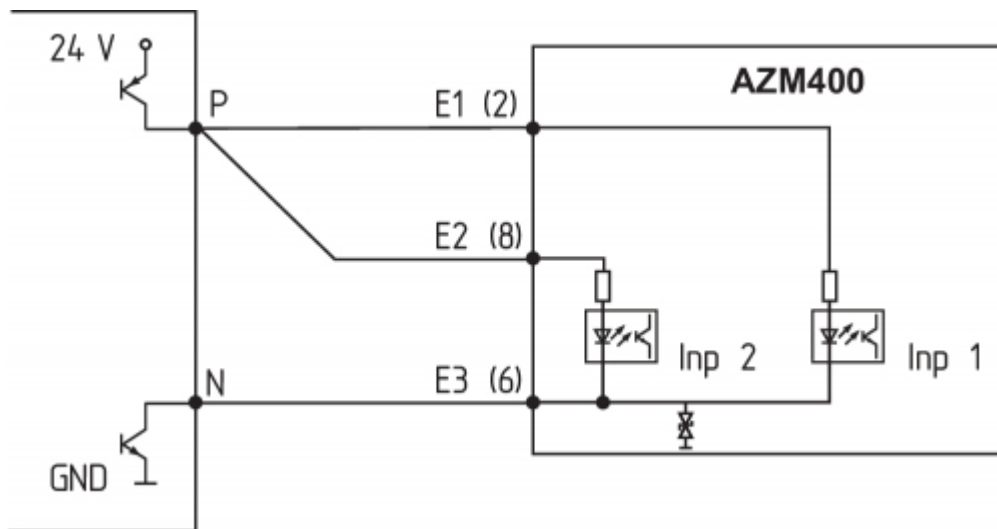 24 V
AZM400
P
E1 (2)
E2 (8)
Inp 2
Inp 1
N
E3 (6)
GND